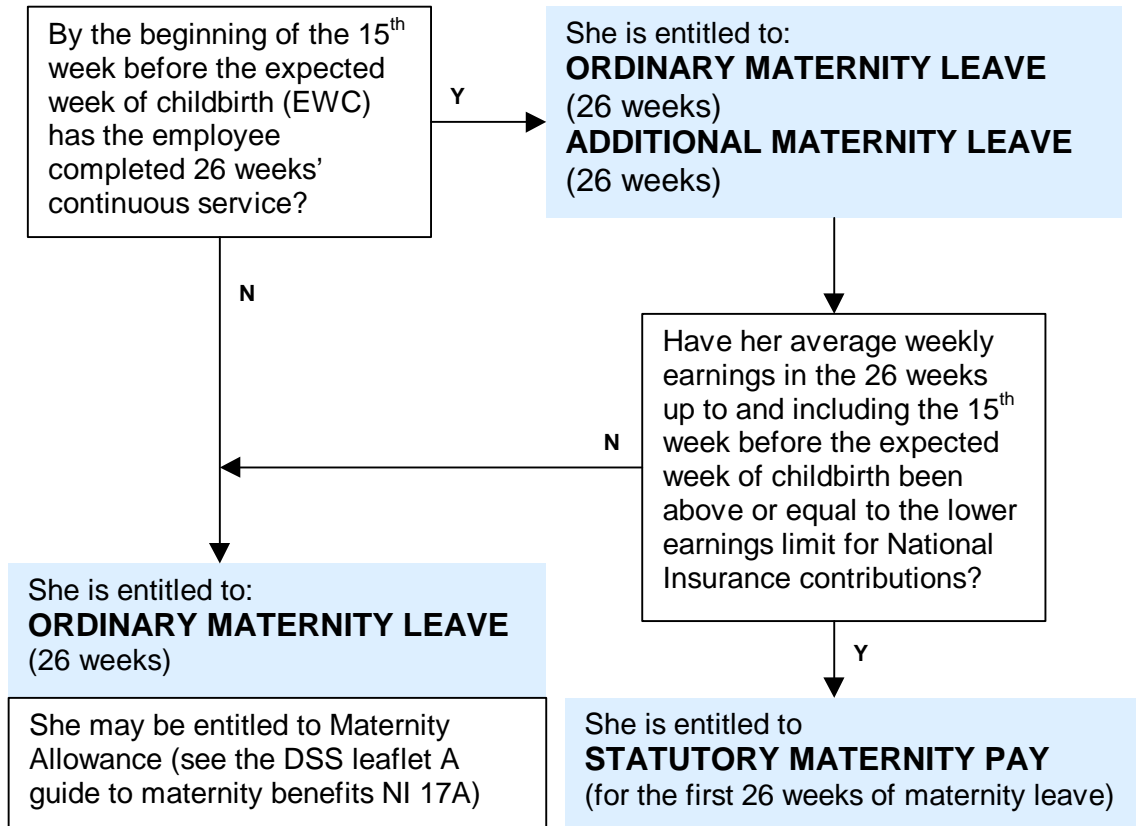 By the beginning of the 15th
week before the expected
week of childbirth (EWC)
has the employee
completed 26 weeks’
continuous service?
Y
She is entitled to:
ORDINARY MATERNITY LEAVE
(26 weeks)
ADDITIONAL MATERNITY LEAVE
(26 weeks)
N
Have her average weekly
earnings in the 26 weeks
up to and including the 15th
week before the expected
week of childbirth been
above or equal to the lower
earnings limit for National
Insurance contributions?
N
She is entitled to:
ORDINARY MATERNITY LEAVE
(26 weeks)
She may be entitled to Maternity
Allowance (see the DSS leaflet A
guide to maternity benefits NI 17A)
Y
She is entitled to
STATUTORY MATERNITY PAY
(for the first 26 weeks of maternity leave)